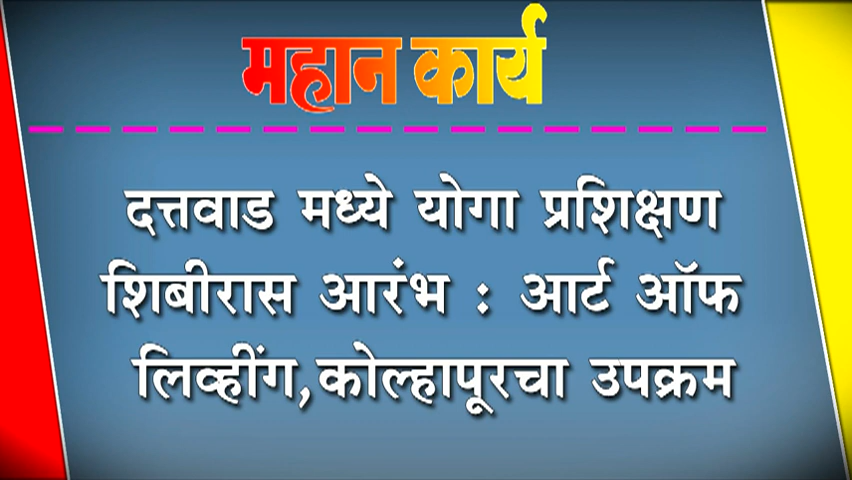 महान कार्य
दत्तवाड मध्ये योगा प्रशिक्षण
शिबीरास आरंभ : आर्ट ऑफ
लिव्हींग,कोल्हापूरचा उपक्रम